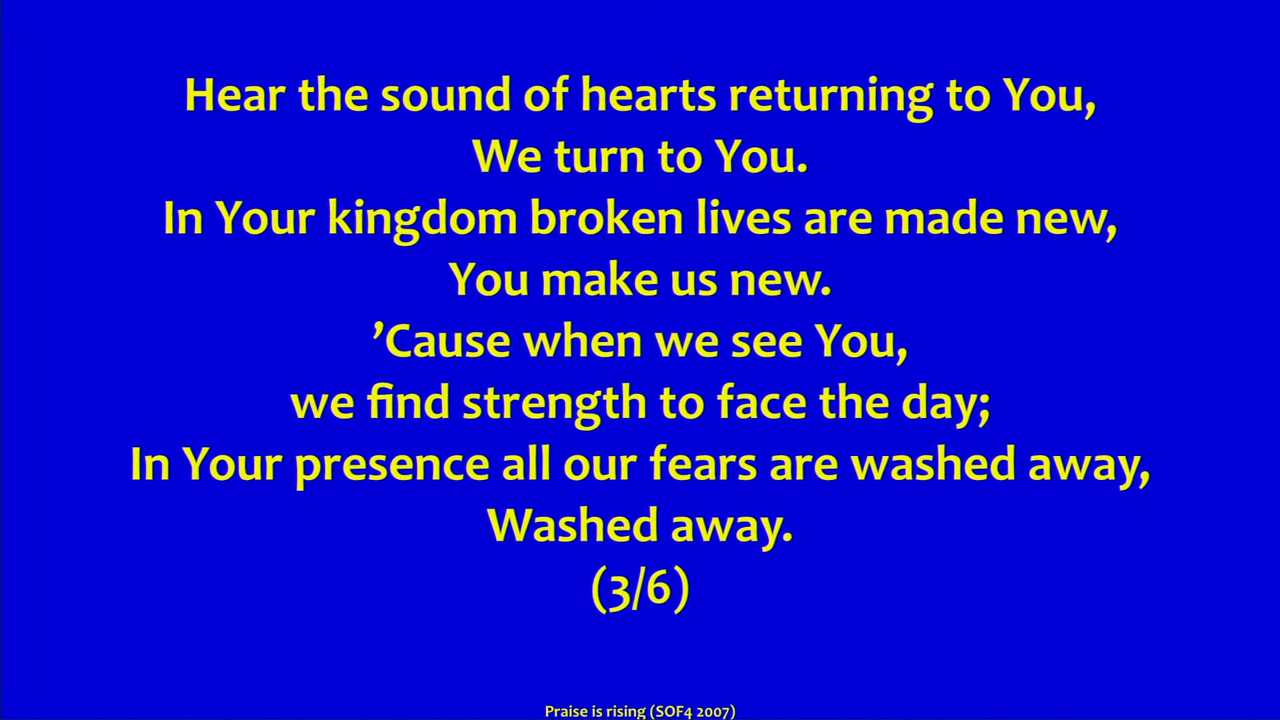 Hear the sound of hearts returning to You,
We turn to You.
In Your kingdom broken lives are made new,
You make us new.
’Cause when we see You,
we find strength to face the day;
In Your presence all our fears are washed away,
Washed away.
(3/6)
Praise is rising (SOF4 2007)